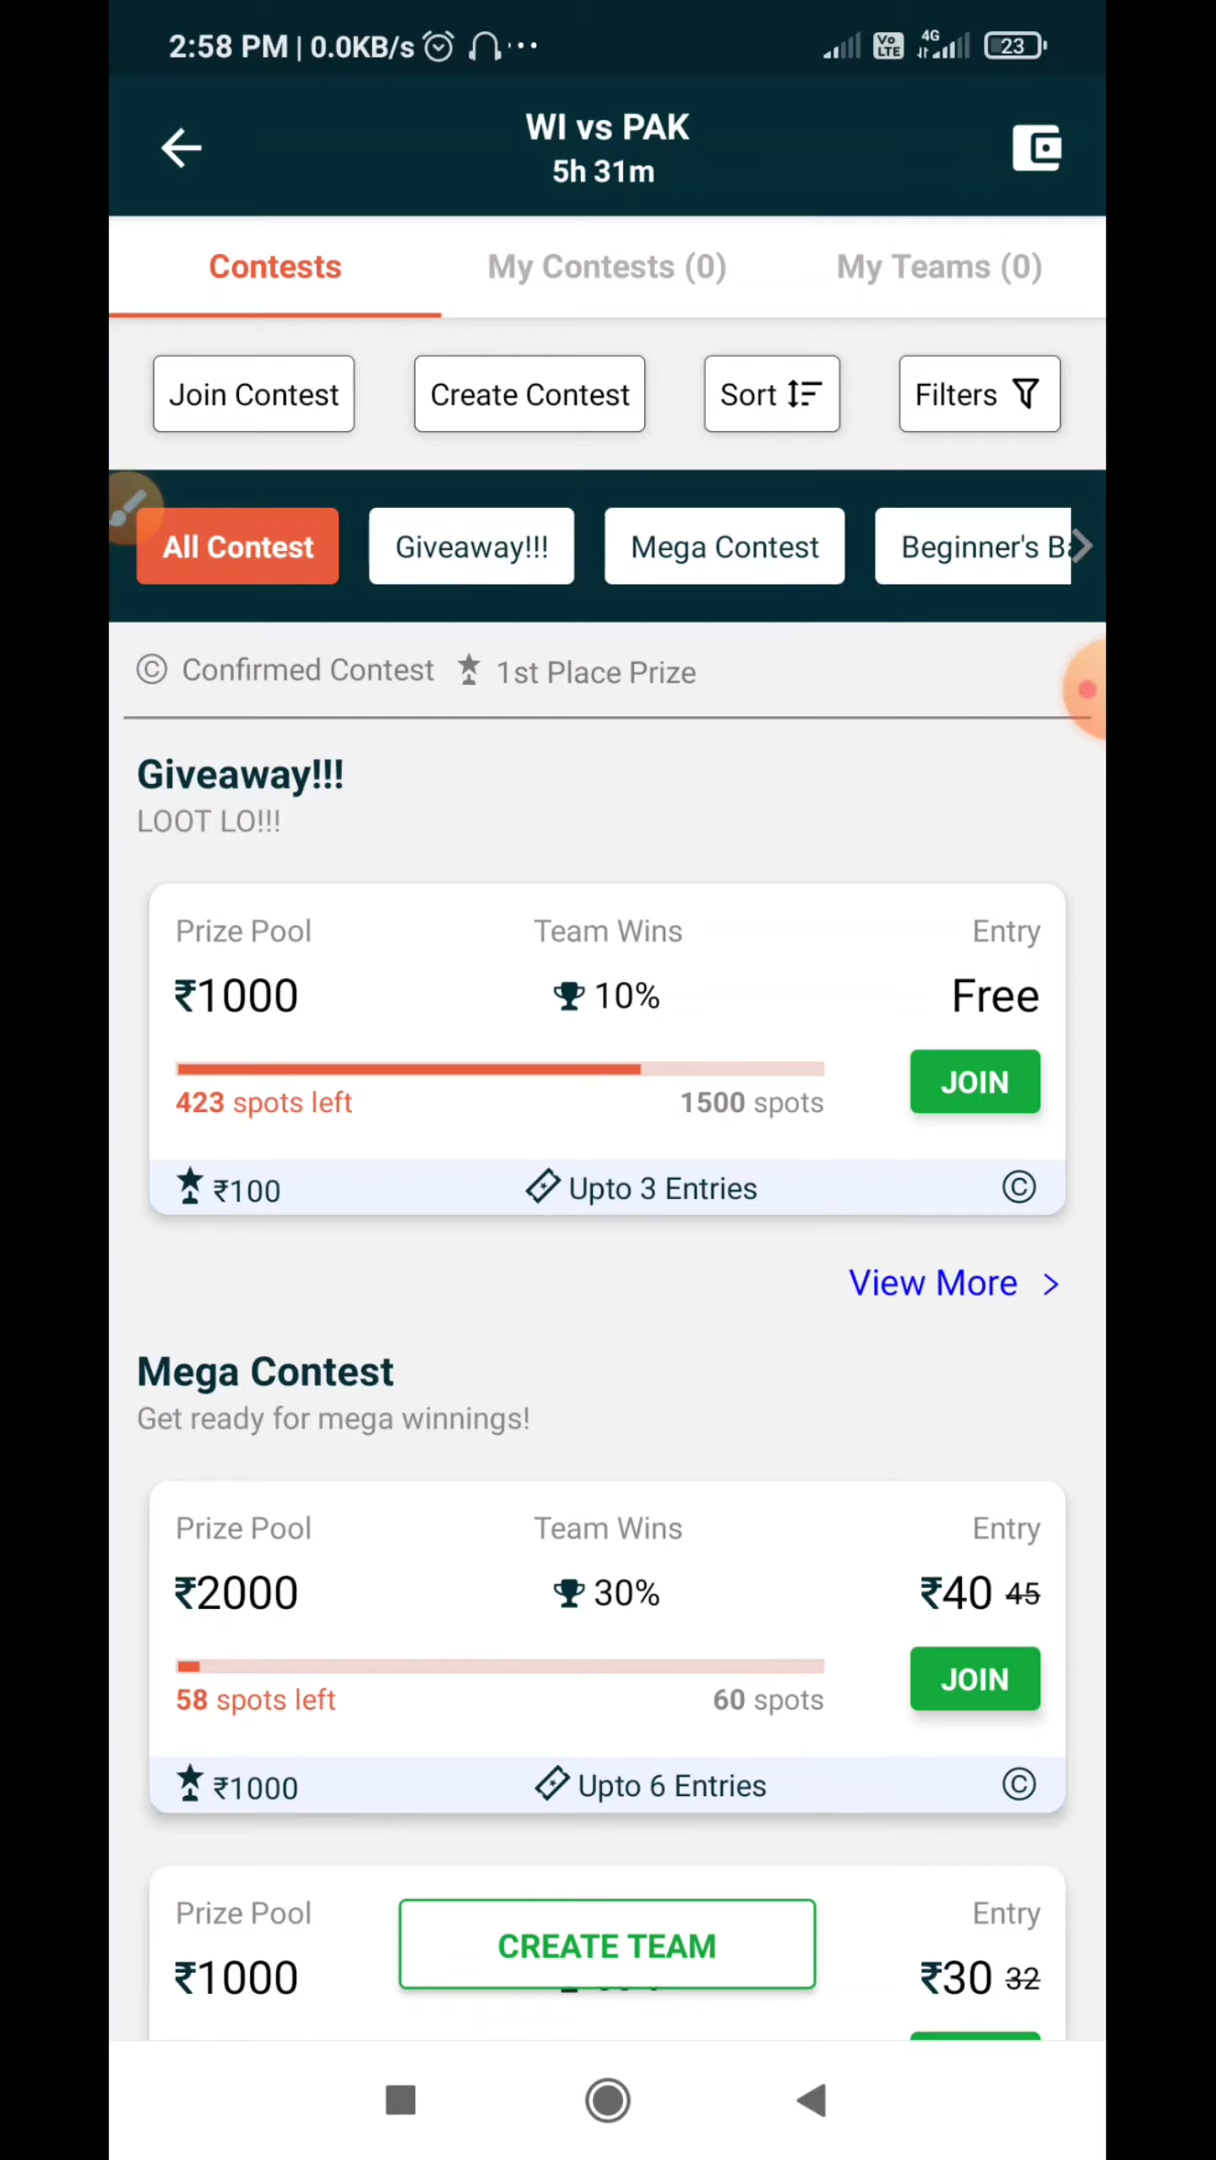 2:58 PM | 0.0KB/s ...
Vo LTE 4G 23
WI vs PAK
5h 31m
Contests My Contests (0) My Teams (0)
Join Contest Create Contest Sort Filters
All Contest Giveaway!!! Mega Contest Beginner's
© Confirmed Contest 1st Place Prize
Giveaway!!!
LOOT LO!!!
Prize Pool Team Wins Entry
₹1000 10% Free
423 spots left 1500 spots JOIN
₹100 Upto 3 Entries ©
View More >
Mega Contest
Get ready for mega winnings!
Prize Pool Team Wins Entry
₹2000 30% ₹40 45
58 spots left 60 spots JOIN
₹1000 Upto 6 Entries ©
Prize Pool Entry
CREATE TEAM
₹1000 ₹30 32